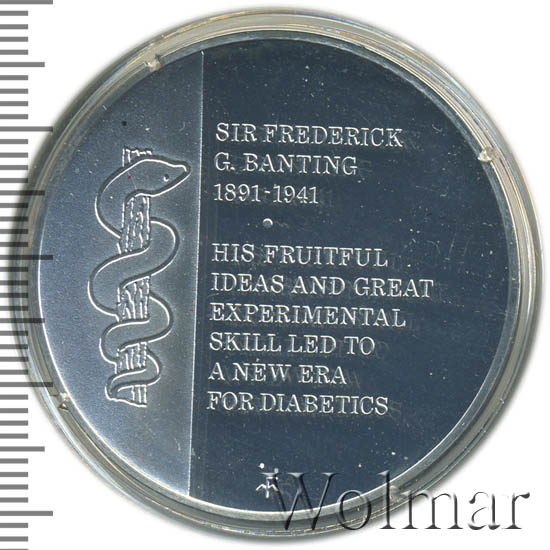 SIR FREDERICK
G. BANTING
1891-1941
HIS FRUITFUL
IDEAS AND GREAT
EXPERIMENTAL
SKILL LED TO
A NEW ERA
FOR DIABETICS
Wolmar